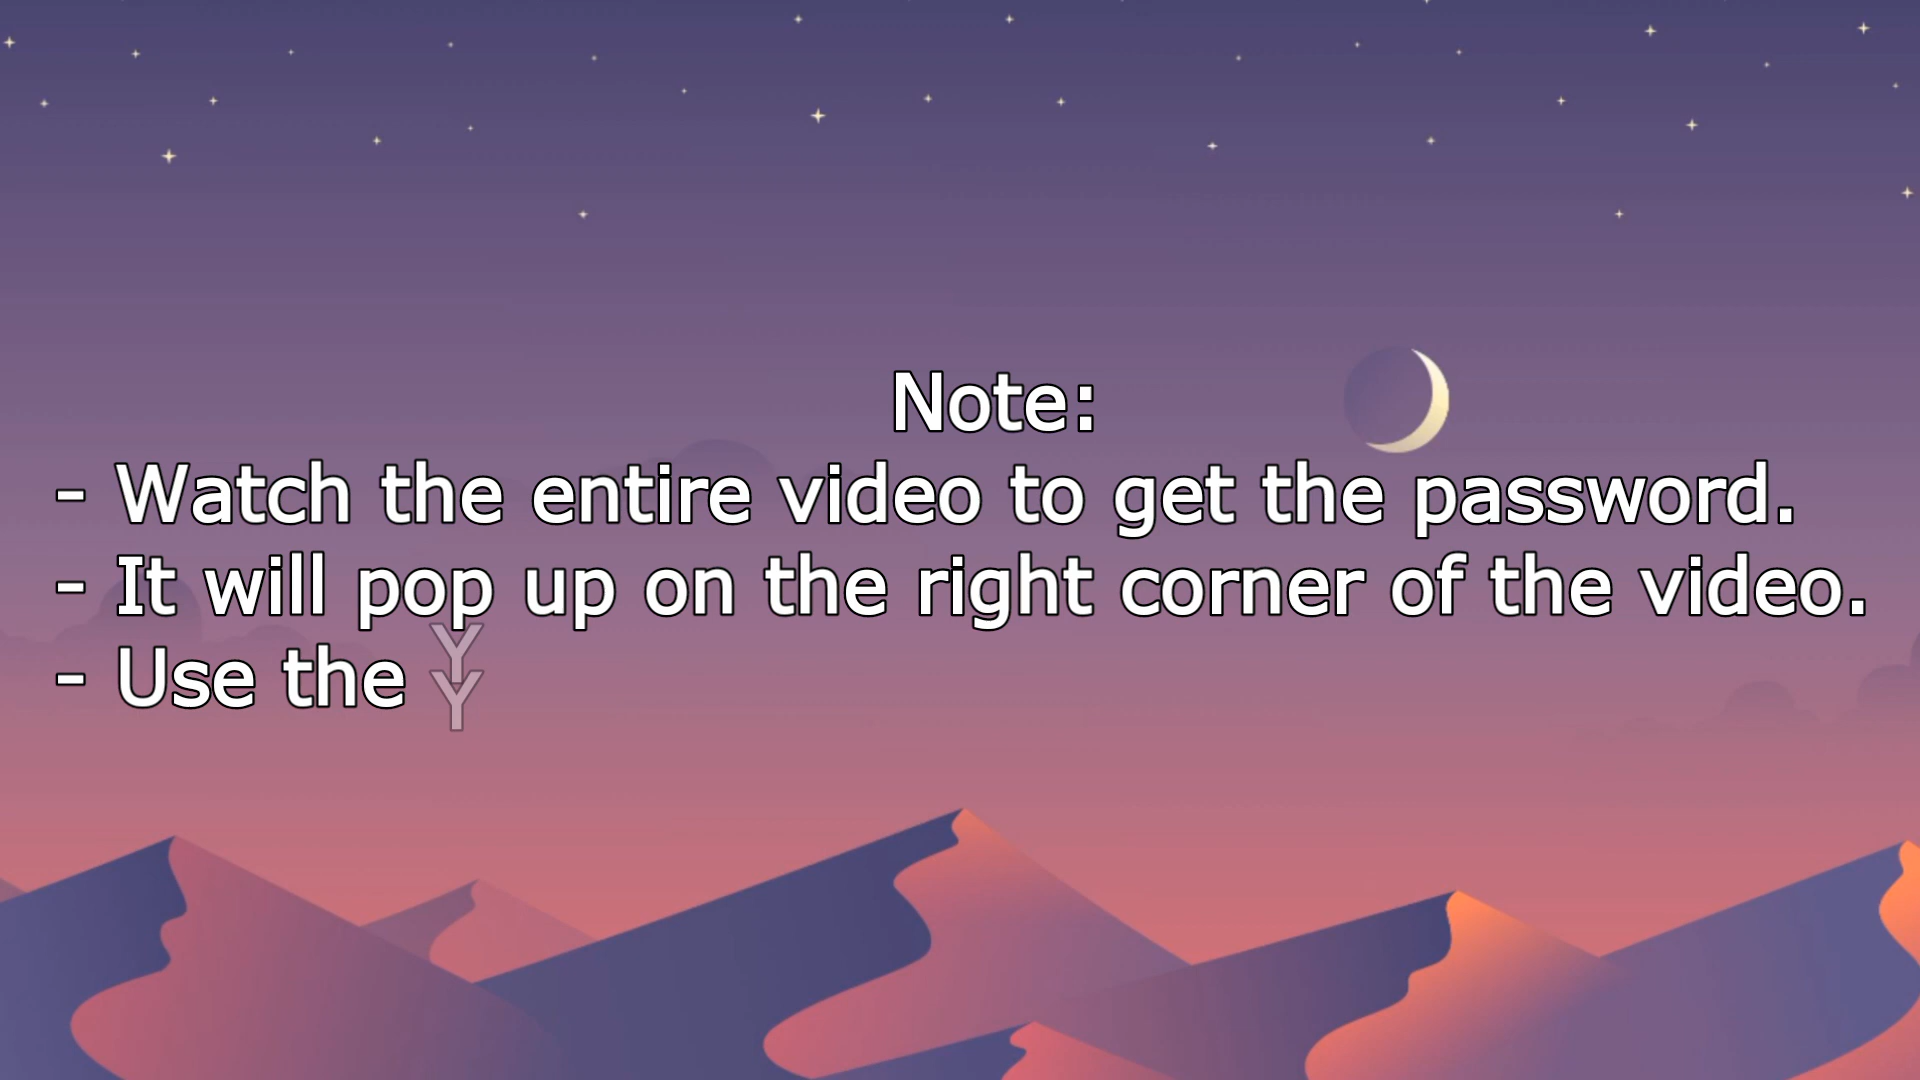 Note:
- Watch the entire video to get the password.
- It will pop up on the right corner of the video.
- Use the Y